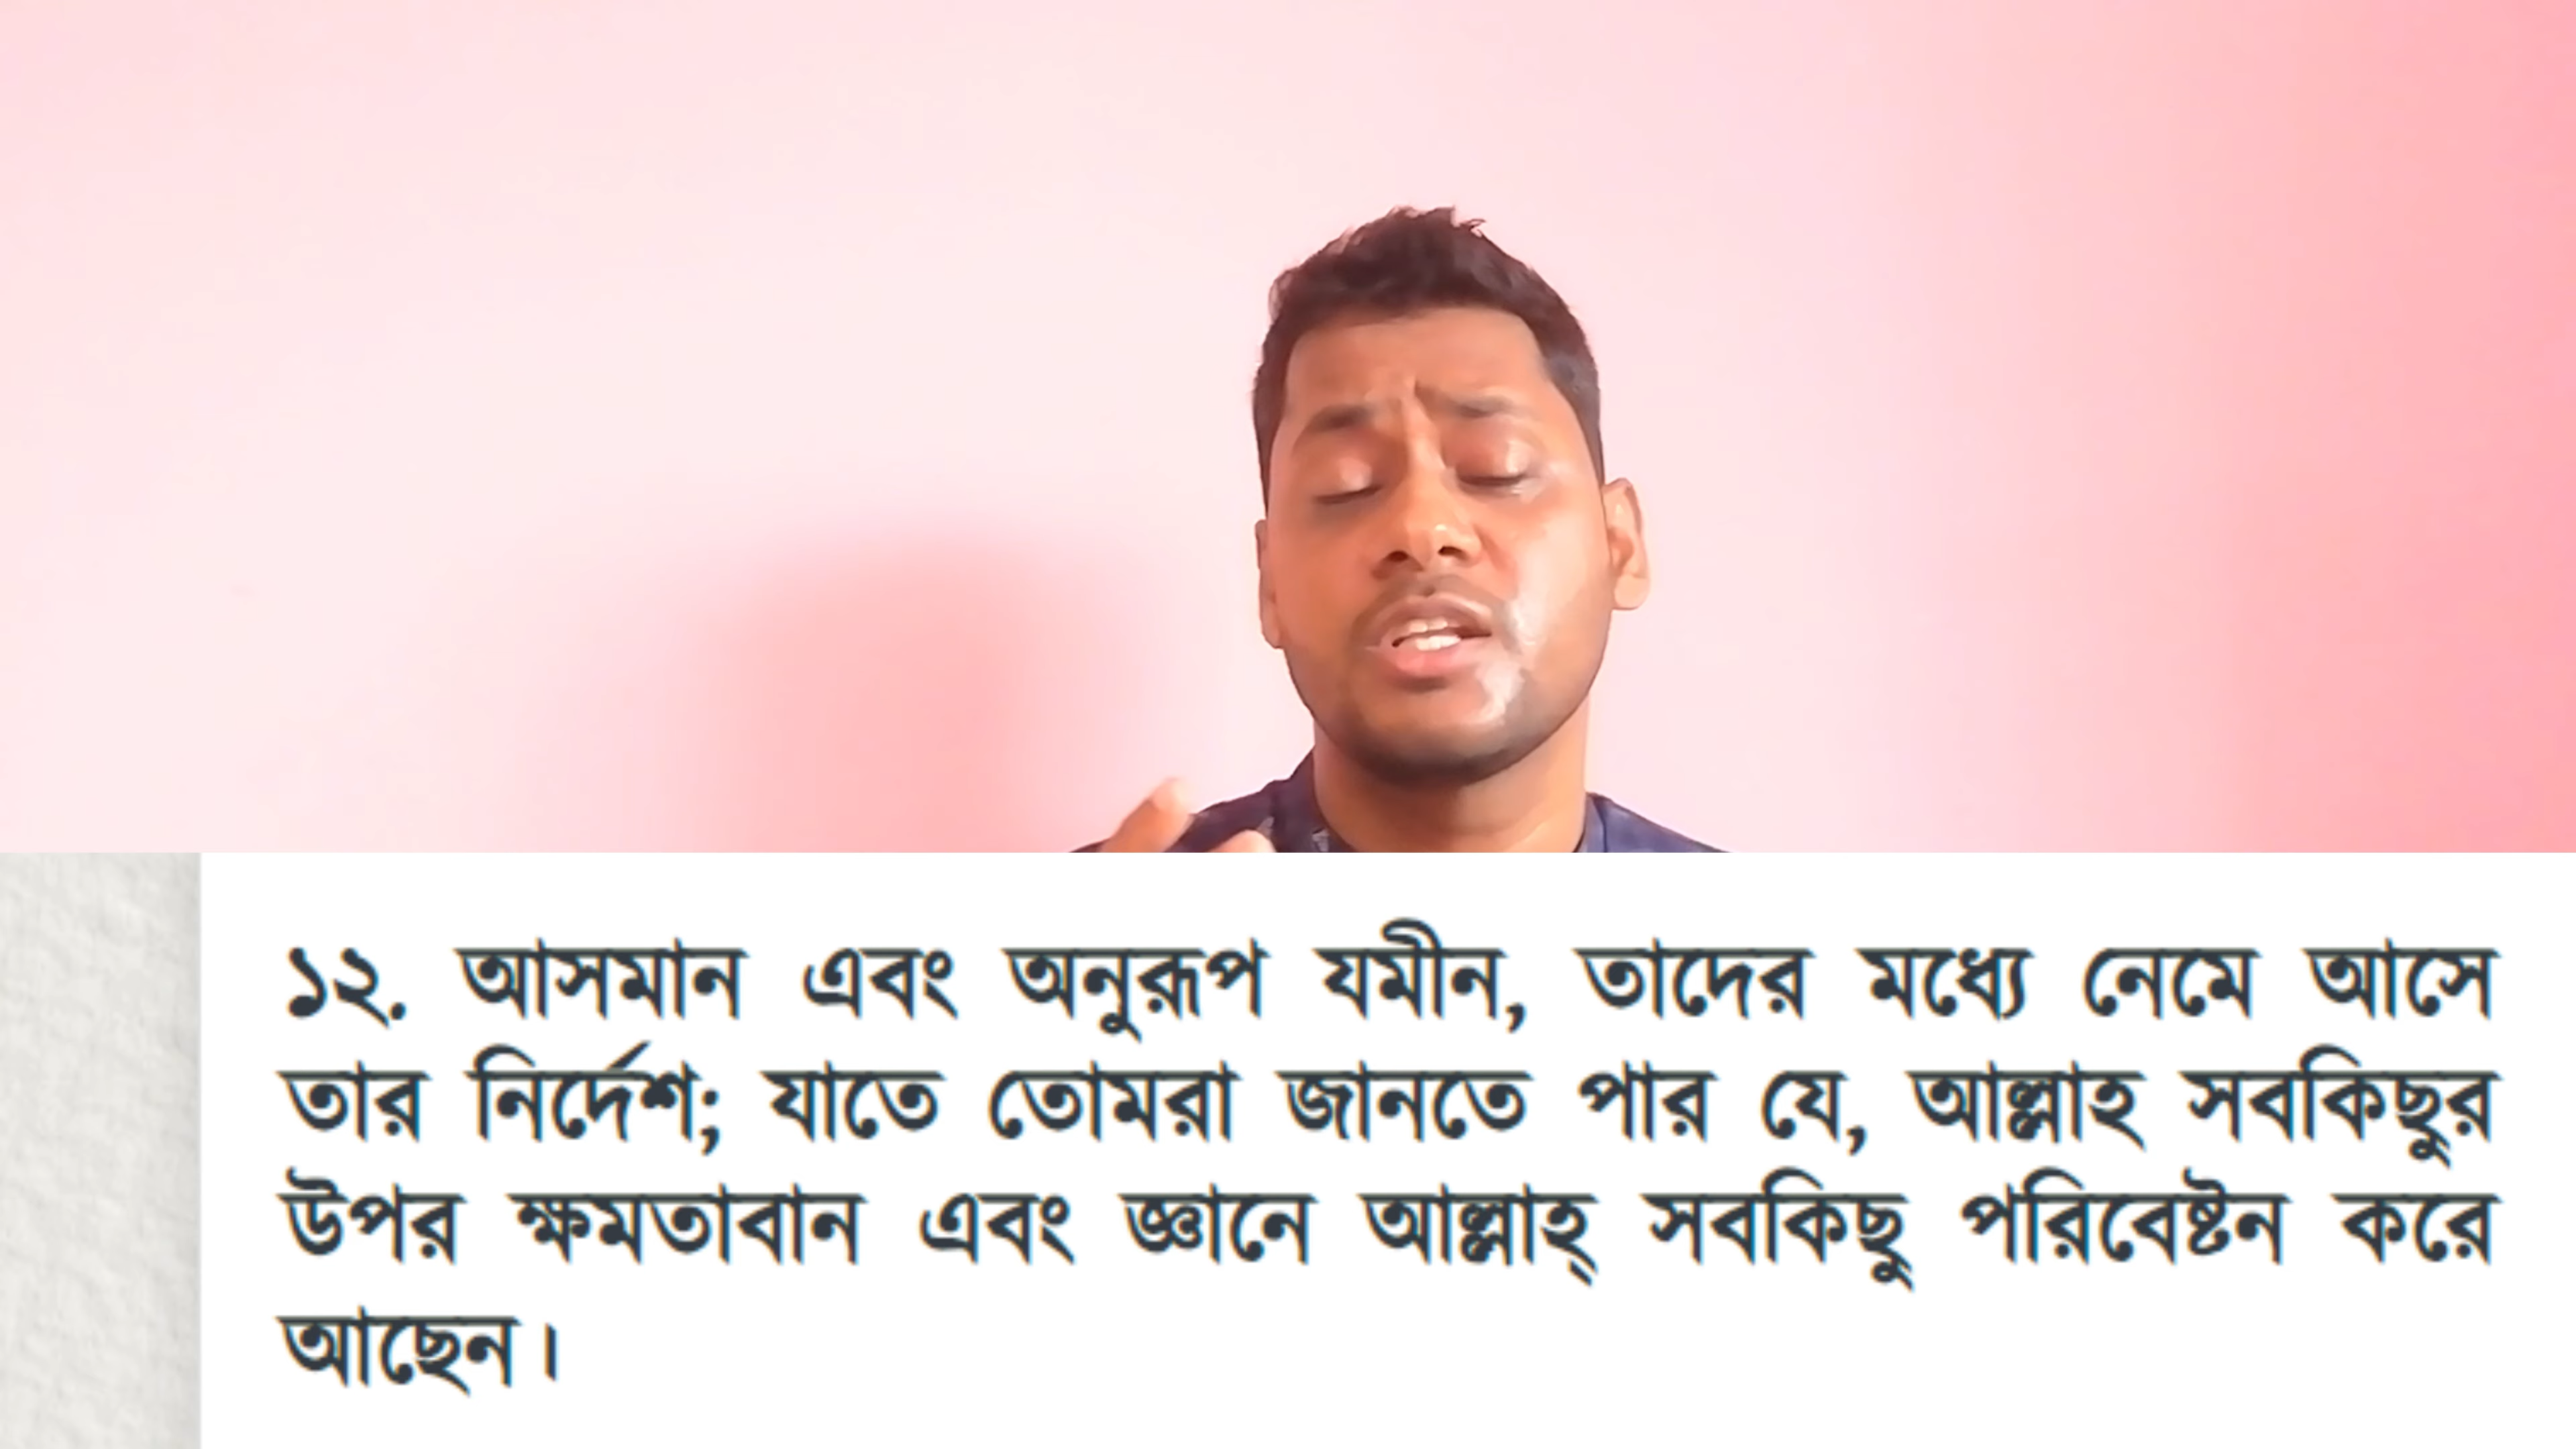 ১২. আসমান এবং অনুরূপ যমীন, তাদের মধ্যে নেমে আসে
তার নির্দেশ; যাতে তোমরা জানতে পার যে, আল্লাহ সবকিছুর
উপর ক্ষমতাবান এবং জ্ঞানে আল্লাহ্ সবকিছু পরিবেষ্টন করে
আছেন।